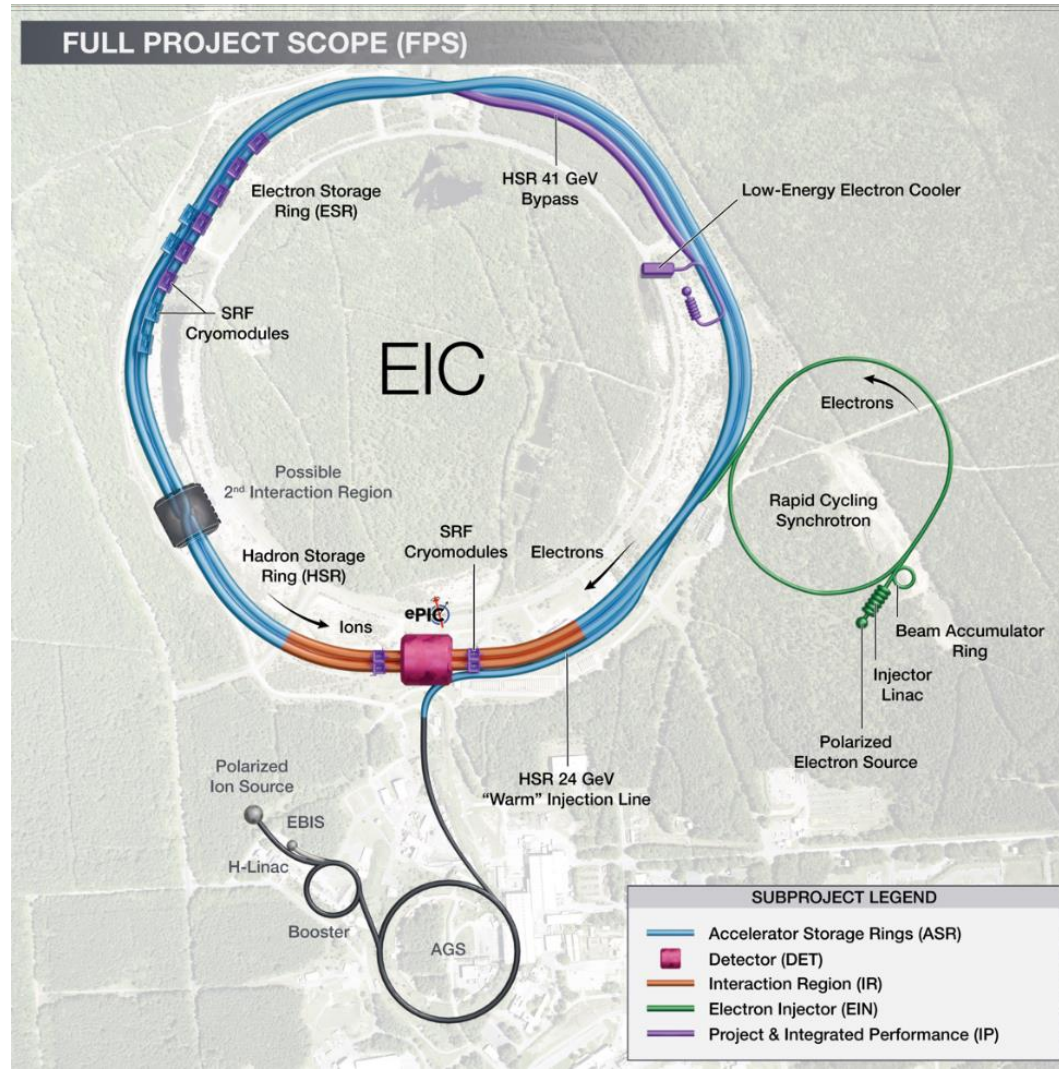 FULL PROJECT SCOPE (FPS)
Electron Storage
Ring (ESR)
HSR 41 GeV
Bypass
Low-Energy Electron Cooler
SRF
Cryomodules
EIC
Electrons
Possible
2nd Interaction Region
Rapid Cycling
Synchrotron
SRF
Cryomodules
Electrons
Hadron Storage
Ring (HSR)
Ions
ePIC
Beam Accumulator
Ring
Injector
Linac
Polarized
Electron Source
Polarized
Ion Source
HSR 24 GeV
“Warm” Injection Line
EBIS
H-Linac
Booster
AGS
SUBPROJECT LEGEND
Accelerator Storage Rings (ASR)
Detector (DET)
Interaction Region (IR)
Electron Injector (EIN)
Project & Integrated Performance (IP)